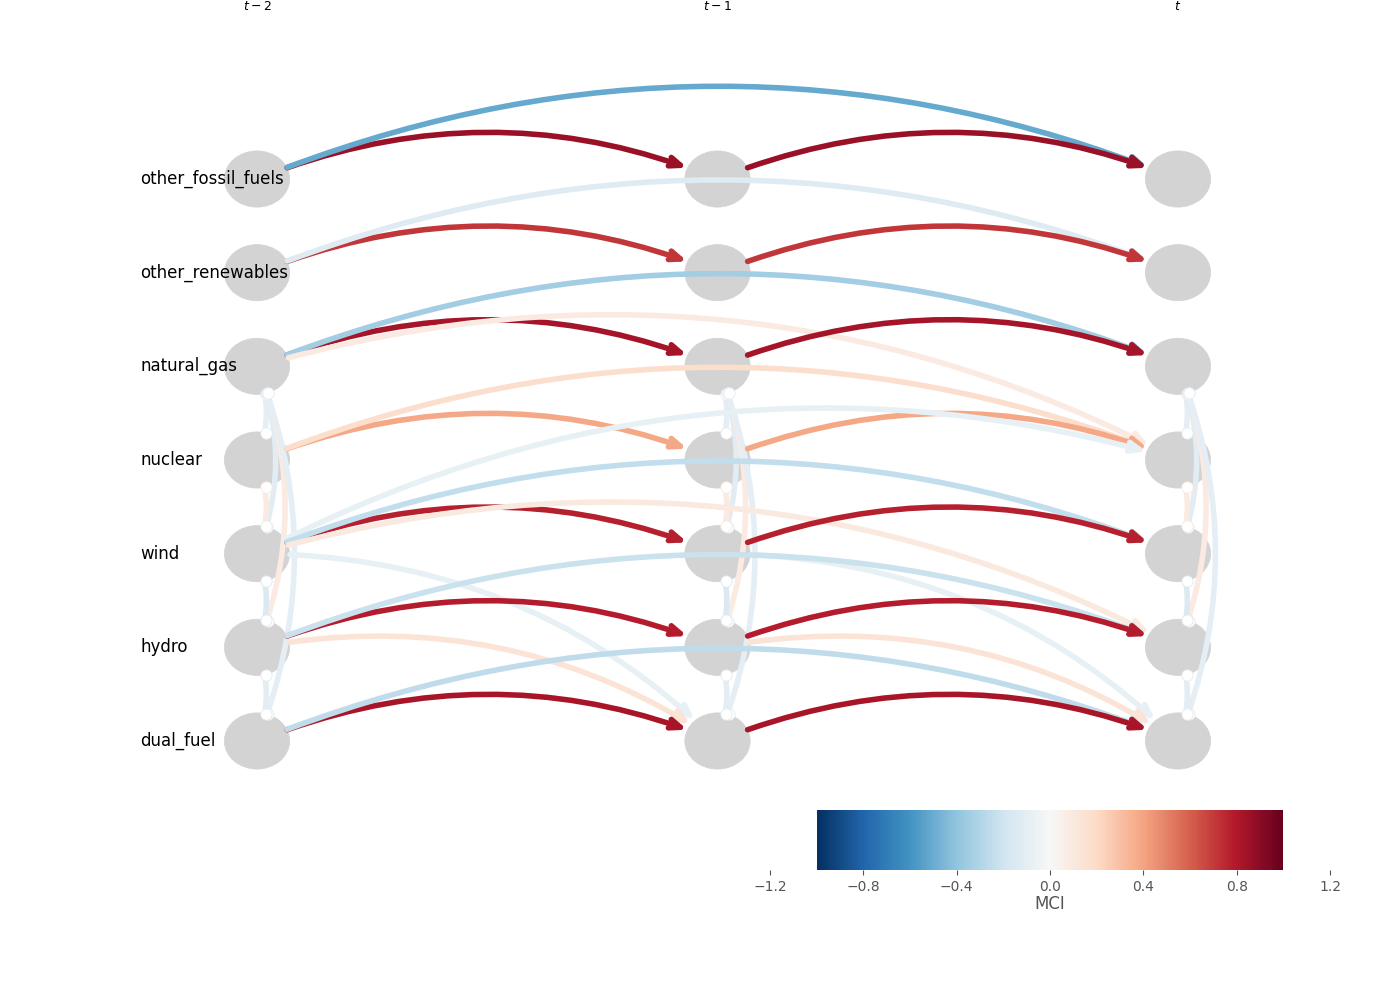 t − 2 t − 1 t
other_fossil_fuels
other_renewables
natural_gas
nuclear
wind
hydro
dual_fuel
−1.2 −0.8 −0.4 0.0 0.4 0.8 1.2
MCI